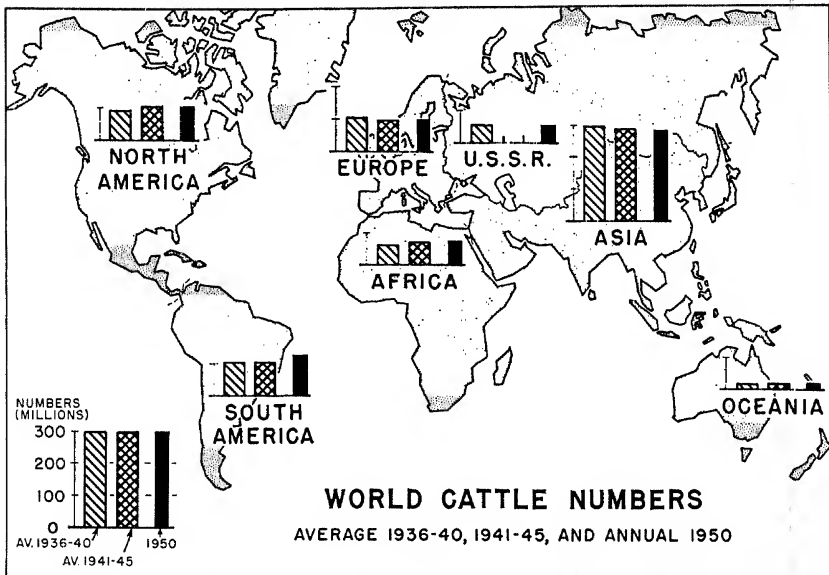 NORTH
AMERICA
EUROPE
U.S.S.R.
ASIA
AFRICA
SOUTH
AMERICA
OCEANIA
NUMBERS
(MILLIONS)
300
200
100
0
AV. 1936-40
AV. 1941-45
1950
WORLD CATTLE NUMBERS
AVERAGE 1936-40, 1941-45, AND ANNUAL 1950